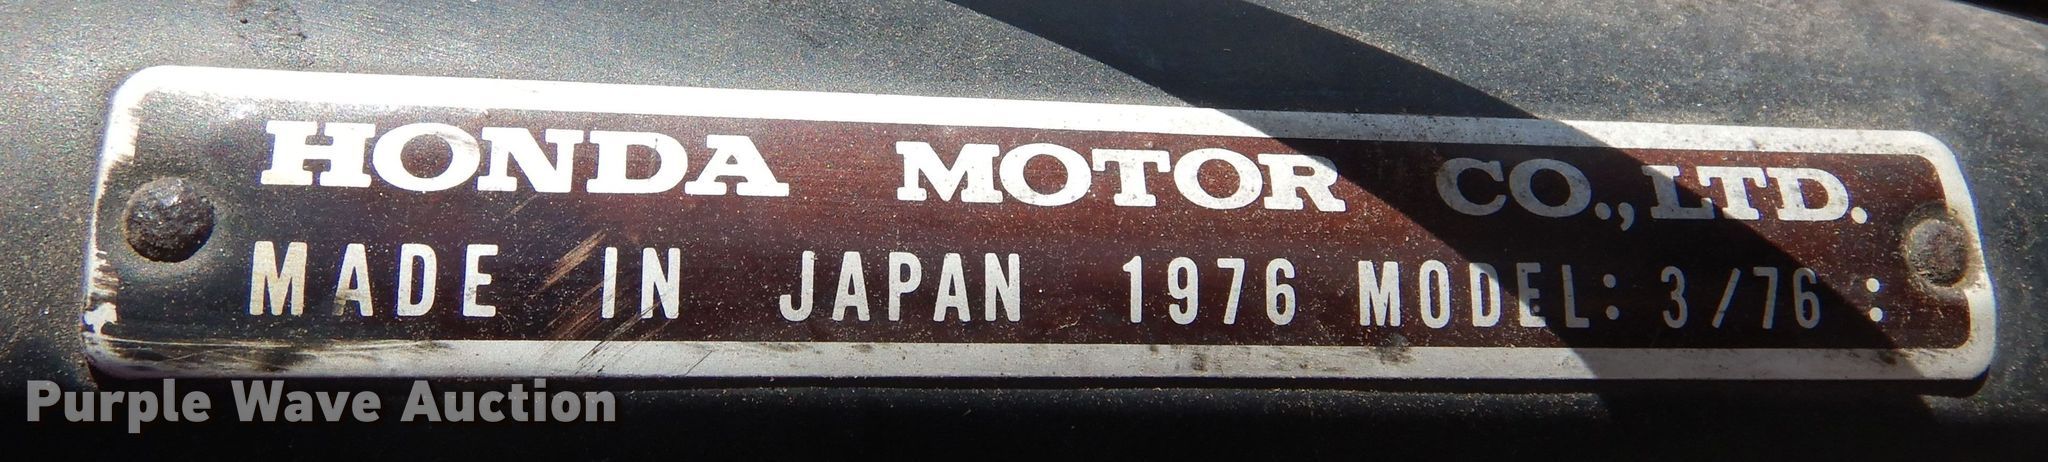 HONDA MOTOR CO., LTD.
MADE IN JAPAN 1976 MODEL: 3/76 :
Purple Wave Auction